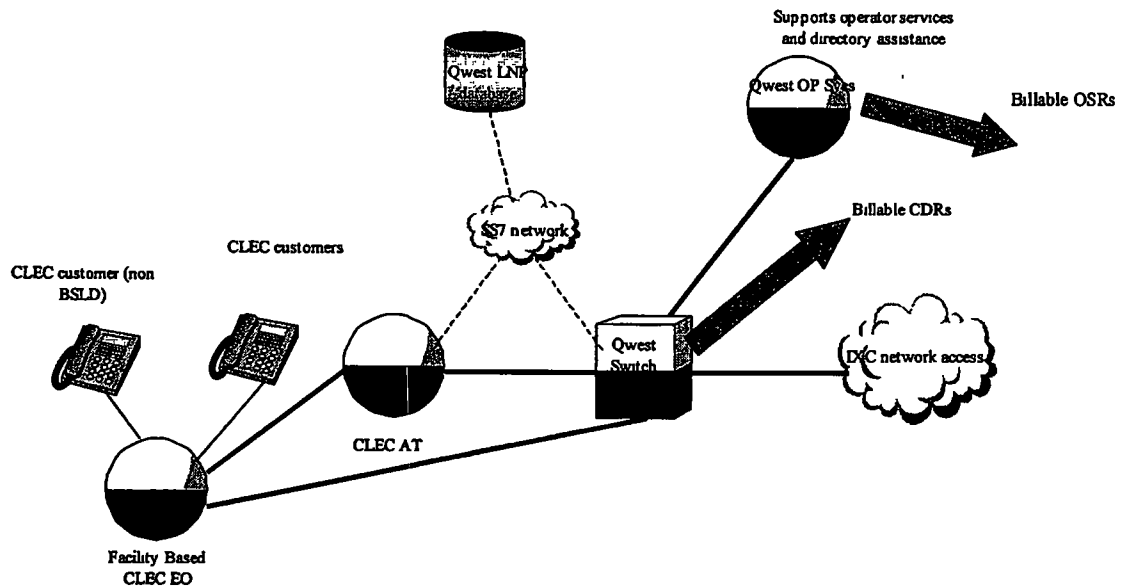 Supports operator services
and directory assistance
Qwest LNP
database
Qwest OP Svcs
Billable OSRs
Billable CDRs
SS7 network
CLEC customers
CLEC customer (non
BSLD)
Qwest
Switch
IXC network access
CLEC AT
Facility Based
CLEC EO